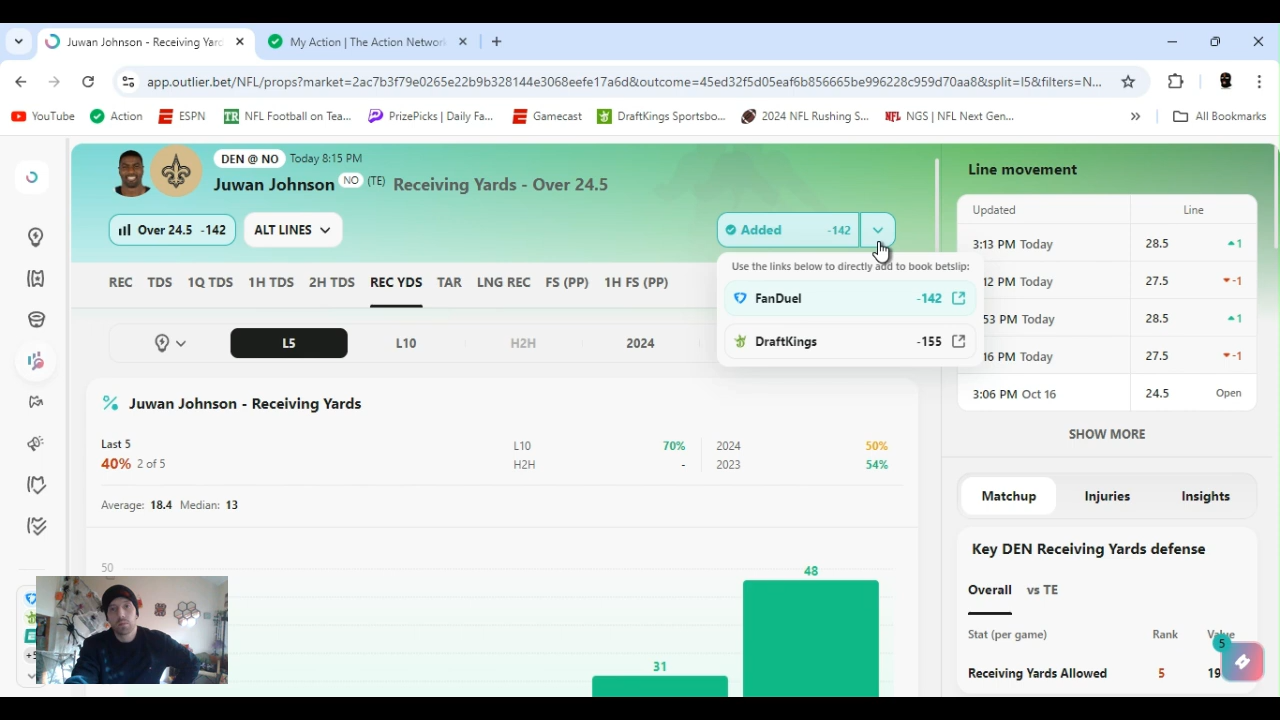 Juwan Johnson - Receiving Yar
My Action | The Action Networ
app.outlier.bet/NFL/props?market=2ac7b3f79e0265e22b9b328144e3068eefe17a6d&outcome=45ed32f5d05eaf6b856665be996228c959d70aa8&split=l5&filters=N...
YouTube
Action
ESPN
NFL Football on Tea...
PrizePicks | Daily Fa...
Gamecast
DraftKings Sportsbo...
2024 NFL Rushing S...
NGS | NFL Next Gen...
All Bookmarks
DEN @ NO Today 8:15 PM
Juwan Johnson NO (TE) Receiving Yards - Over 24.5
Over 24.5 -142
ALT LINES
Added -142
Use the links below to directly add to book betslip:
FanDuel -142
DraftKings -155
REC TDS 1Q TDS 1H TDS 2H TDS REC YDS TAR LNG REC FS (PP) 1H FS (PP)
L5 L10 H2H 2024
Juwan Johnson - Receiving Yards
Last 5
40% 2 of 5
L10 70% 2024 50%
H2H - 2023 54%
Average: 18.4 Median: 13
50
48
31
Line movement
Updated Line
3:13 PM Today 28.5 1
12 PM Today 27.5 -1
53 PM Today 28.5 1
16 PM Today 27.5 -1
3:06 PM Oct 16 24.5 Open
SHOW MORE
Matchup Injuries Insights
Key DEN Receiving Yards defense
Overall vs TE
Stat (per game) Rank Value
Receiving Yards Allowed 5 19
5